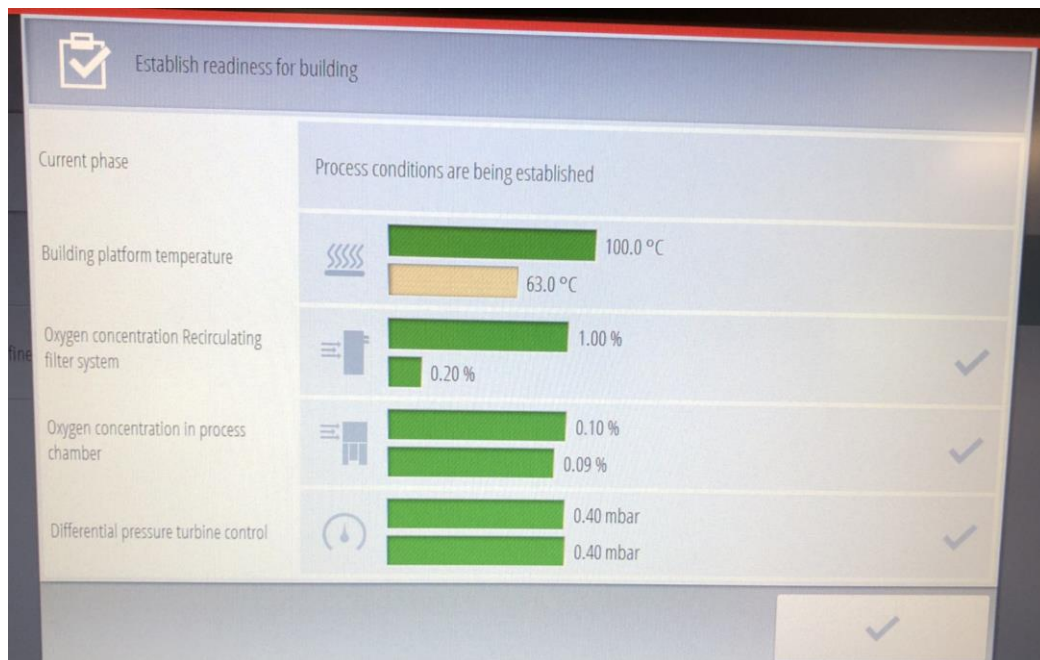 Establish readiness for building
Current phase
Process conditions are being established
Building platform temperature
100.0 °C
63.0 °C
Oxygen concentration Recirculating
filter system
1.00 %
0.20 %
Oxygen concentration in process
chamber
0.10 %
0.09 %
Differential pressure turbine control
0.40 mbar
0.40 mbar
fine